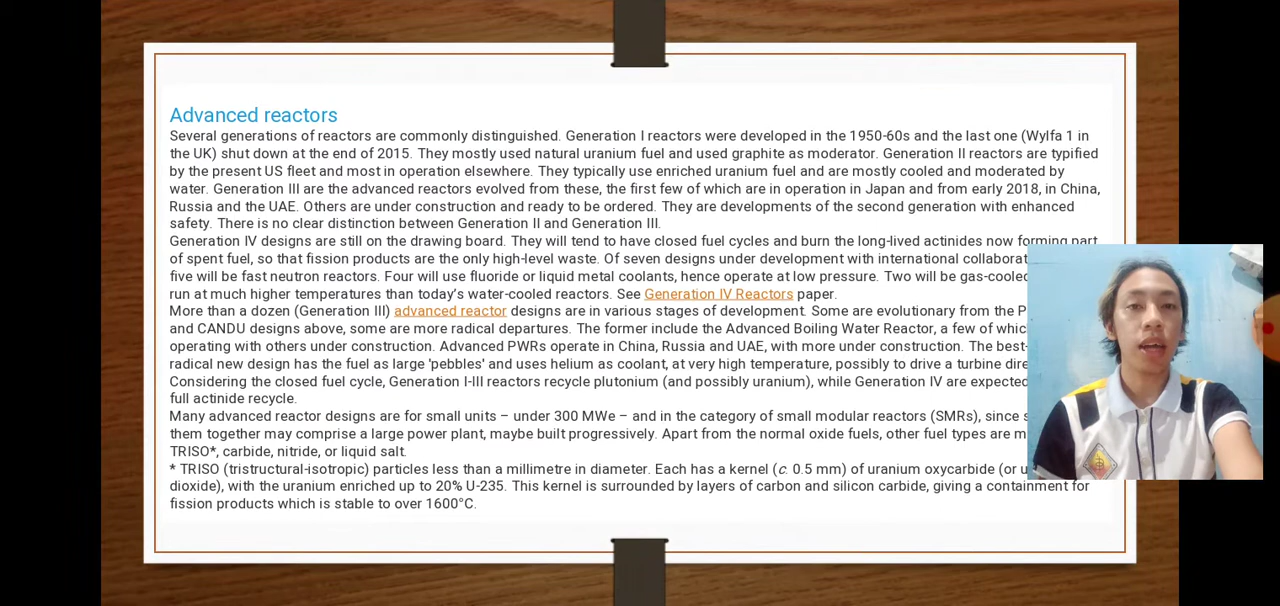 Advanced reactors
Several generations of reactors are commonly distinguished. Generation I reactors were developed in the 1950-60s and the last one (Wylfa 1 in
the UK) shut down at the end of 2015. They mostly used natural uranium fuel and used graphite as moderator. Generation II reactors are typified
by the present US fleet and most in operation elsewhere. They typically use enriched uranium fuel and are mostly cooled and moderated by
water. Generation III are the advanced reactors evolved from these, the first few of which are in operation in Japan and from early 2018, in China,
Russia and the UAE. Others are under construction and ready to be ordered. They are developments of the second generation with enhanced
safety. There is no clear distinction between Generation II and Generation III.
Generation IV designs are still on the drawing board. They will tend to have closed fuel cycles and burn the long-lived actinides now forming part
of spent fuel, so that fission products are the only high-level waste. Of seven designs under development with international
five will be fast neutron reactors. Four will use fluoride or liquid metal coolants, hence operate at low pressure. Two will be gas-cooled
run at much higher temperatures than today's water-cooled reactors. See Generation IV Reactors paper.
More than a dozen (Generation III) advanced reactor designs are in various stages of development. Some are evolutionary from the
and CANDU designs above, some are more radical departures. The former include the Advanced Boiling Water Reactor, a few of
operating with others under construction. Advanced PWRs operate in China, Russia and UAE, with more under construction. The
radical new design has the fuel as large 'pebbles' and uses helium as coolant, at very high temperature, possibly to drive a turbine
Considering the closed fuel cycle, Generation I-III reactors recycle plutonium (and possibly uranium), while Generation IV are expected
full actinide recycle.
Many advanced reactor designs are for small units – under 300 MWe – and in the category of small modular reactors (SMRs), since
them together may comprise a large power plant, maybe built progressively. Apart from the normal oxide fuels, other fuel types are
TRISO*, carbide, nitride, or liquid salt.
* TRISO (tristructural-isotropic) particles less than a millimetre in diameter. Each has a kernel (c. 0.5 mm) of uranium oxycarbide (or
dioxide), with the uranium enriched up to 20% U-235. This kernel is surrounded by layers of carbon and silicon carbide, giving a containment for
fission products which is stable to over 1600°C.